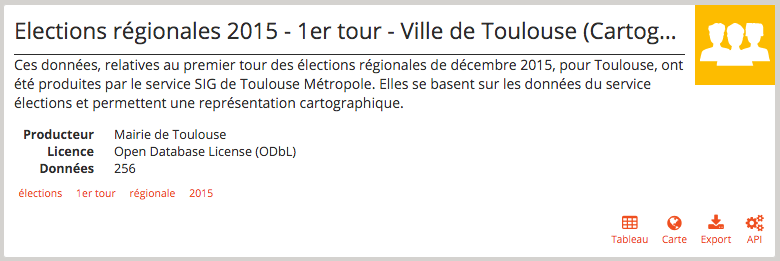 Elections régionales 2015 - 1er tour - Ville de Toulouse (Cartog...
Ces données, relatives au premier tour des élections régionales de décembre 2015, pour Toulouse, ont
été produites par le service SIG de Toulouse Métropole. Elles se basent sur les données du service
élections et permettent une représentation cartographique.
Producteur Mairie de Toulouse
Licence Open Database License (ODbL)
Données 256
élections 1er tour régionale 2015
Tableau Carte Export API